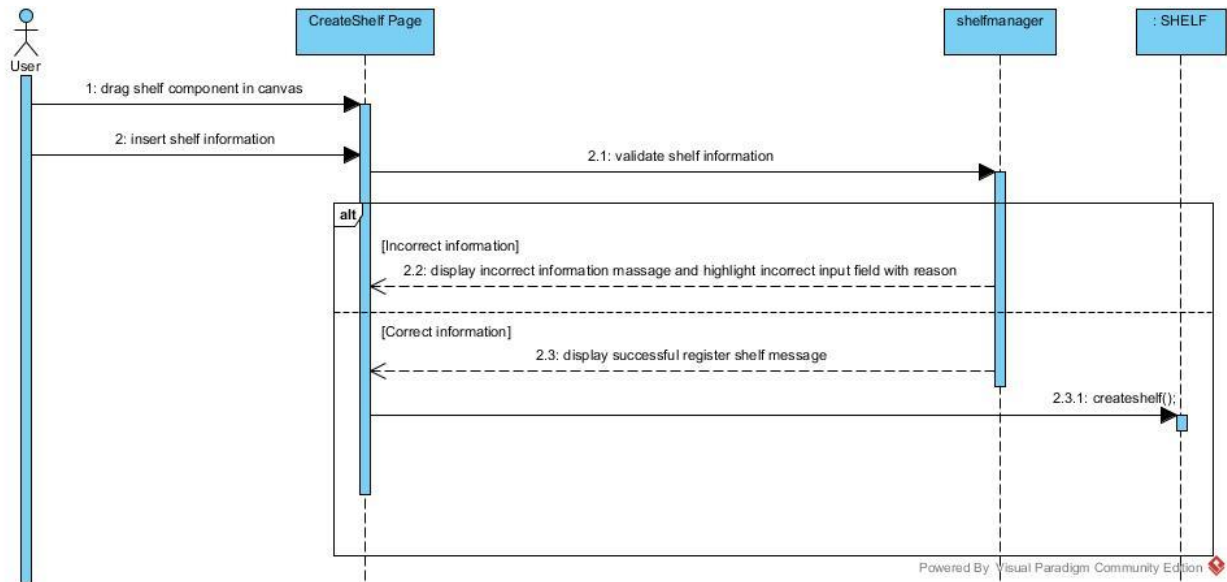 CreateShelf Page
shelfmanager
: SHELF
User
1: drag shelf component in canvas
2: insert shelf information
2.1: validate shelf information
alt
[Incorrect information]
2.2: display incorrect information massage and highlight incorrect input field with reason
[Correct information]
2.3: display successful register shelf message
2.3.1: createshelf();
Powered By Visual Paradigm Community Edition